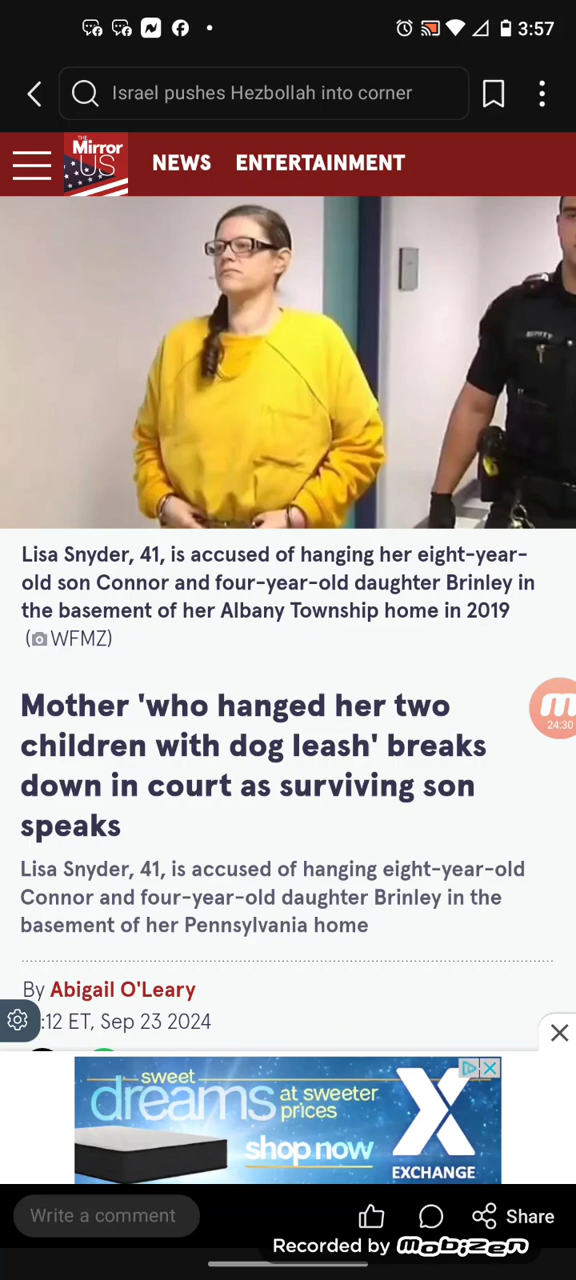 3:57
Israel pushes Hezbollah into corner
THE
Mirror
US
NEWS ENTERTAINMENT
Lisa Snyder, 41, is accused of hanging her eight-year-
old son Connor and four-year-old daughter Brinley in
the basement of her Albany Township home in 2019
(WFMZ)
Mother 'who hanged her two
children with dog leash' breaks
down in court as surviving son
speaks
24:30
Lisa Snyder, 41, is accused of hanging eight-year-old
Connor and four-year-old daughter Brinley in the
basement of her Pennsylvania home
By Abigail O'Leary
:12 ET, Sep 23 2024
sweet
dreams at sweeter
prices
shop now
X
EXCHANGE
Write a comment
Share
Recorded by mobizen